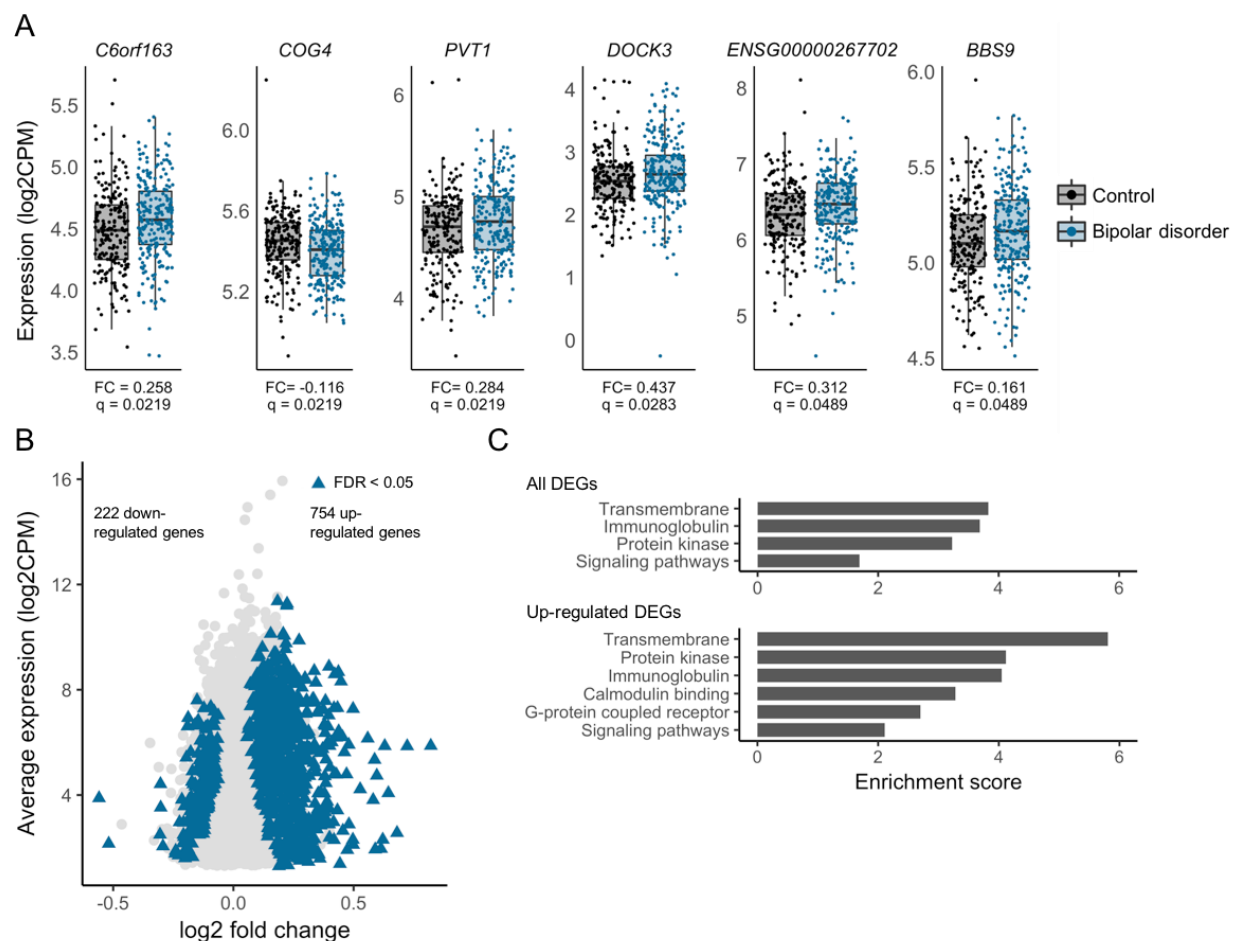 A
C6orf163 COG4 PVT1 DOCK3 ENSG00000267702 BBS9
Expression (log2CPM)
5.5
5.0
4.5
4.0
3.5
6.0
5.6
5.2
6
5
4
4
3
2
1
0
8
7
6
5
6.0
5.5
5.0
4.5
Control
Bipolar disorder
FC = 0.258
q = 0.0219
FC= -0.116
q = 0.0219
FC= 0.284
q = 0.0219
FC= 0.437
q = 0.0283
FC= 0.312
q = 0.0489
FC= 0.161
q = 0.0489
B
Average expression (log2CPM)
16
12
8
4
FDR < 0.05
222 down-
regulated genes
754 up-
regulated genes
-0.5 0.0 0.5
log2 fold change
C
All DEGs
Transmembrane
Immunoglobulin
Protein kinase
Signaling pathways
0 2 4 6
Up-regulated DEGs
Transmembrane
Protein kinase
Immunoglobulin
Calmodulin binding
G-protein coupled receptor
Signaling pathways
0 2 4 6
Enrichment score